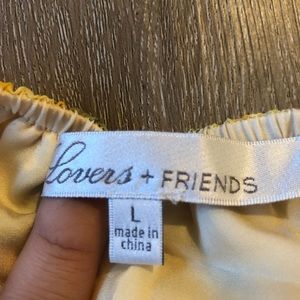 Lovers + FRIENDS
L
made in
china